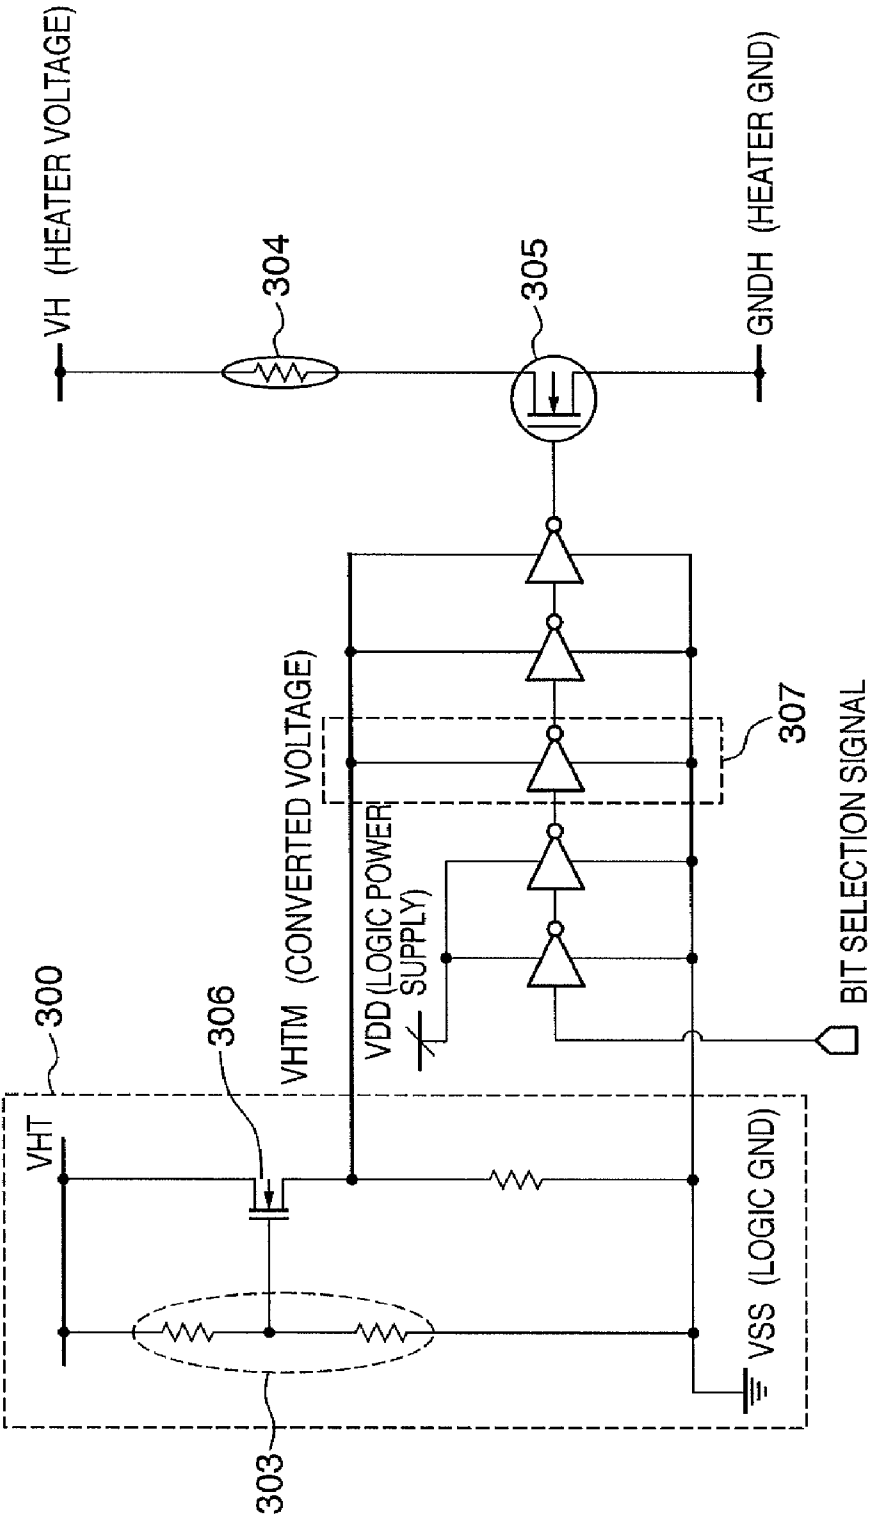 VH (HEATER VOLTAGE)
304
305
GNDH (HEATER GND)
VHTM (CONVERTED VOLTAGE)
VDD (LOGIC POWER
SUPPLY)
307
BIT SELECTION SIGNAL
300
VHT
306
303
VSS (LOGIC GND)